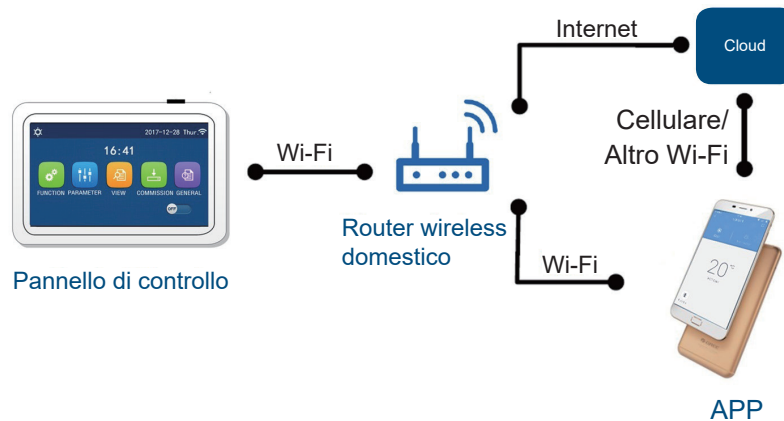 Internet
Cloud
Cellulare/
Altro Wi-Fi
2017-12-28 Thur.
16:41
FUNCTION PARAMETER VIEW COMMISSION GENERAL
OFF
Wi-Fi
Router wireless
domestico
Wi-Fi
Pannello di controllo
20
APP